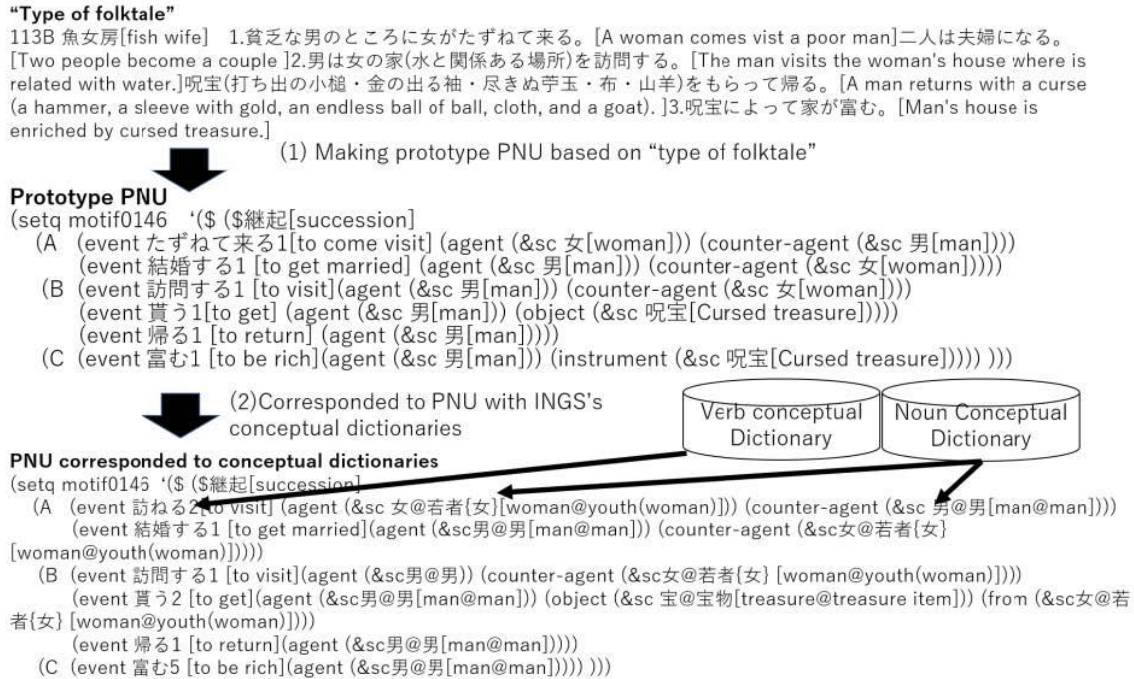 “Type of folktale”
113B 魚女房[fish wife] 1.貧乏な男のところに女がたずねて来る。[A woman comes vist a poor man]二人は夫婦になる。
[Two people become a couple ]2.男は女の家(水と関係ある場所)を訪問する。[The man visits the woman's house where is
related with water.]呪宝(打ち出の小槌・金の出る袖・尽きぬ苧玉・布・山羊)をもらって帰る。[A man returns with a curse
(a hammer, a sleeve with gold, an endless ball of ball, cloth, and a goat). ]3.呪宝によって家が富む。[Man's house is
enriched by cursed treasure.]
(1) Making prototype PNU based on “type of folktale”
Prototype PNU
(setq motif0146 ‘($ ($継起[succession]
(A (event たずねて来る1[to come visit] (agent (&sc 女[woman])) (counter-agent (&sc 男[man])))
(event 結婚する1 [to get married] (agent (&sc 男[man])) (counter-agent (&sc 女[woman]))))
(B (event 訪問する1 [to visit](agent (&sc 男[man])) (counter-agent (&sc 女[woman])))
(event 貰う1[to get] (agent (&sc 男[man])) (object (&sc 呪宝[Cursed treasure]))))
(event 帰る1 [to return] (agent (&sc 男[man]))))
(C (event 富む1 [to be rich](agent (&sc 男[man])) (instrument (&sc 呪宝[Cursed treasure])))) )))
(2)Corresponded to PNU with INGS’s
conceptual dictionaries
Verb conceptual
Dictionary
Noun Conceptual
Dictionary
PNU corresponded to conceptual dictionaries
(setq motif0146 ‘($ ($継起[succession]
(A (event 訪ねる2[to visit] (agent (&sc 女@若者{女}[woman@youth(woman)])) (counter-agent (&sc 男@男[man@man])))
(event 結婚する1 [to get married](agent (&sc男@男[man@man])) (counter-agent (&sc女@若者{女}
[woman@youth(woman)]))))
(B (event 訪問する1 [to visit](agent (&sc男@男)) (counter-agent (&sc女@若者{女} [woman@youth(woman)])))
(event 貰う2 [to get](agent (&sc男@男[man@man])) (object (&sc 宝@宝物[treasure@treasure item])) (from (&sc女@若
者{女} [woman@youth(woman)])))
(event 帰る1 [to return](agent (&sc男@男[man@man]))))
(C (event 富む5 [to be rich](agent (&sc男@男[man@man])))) )))